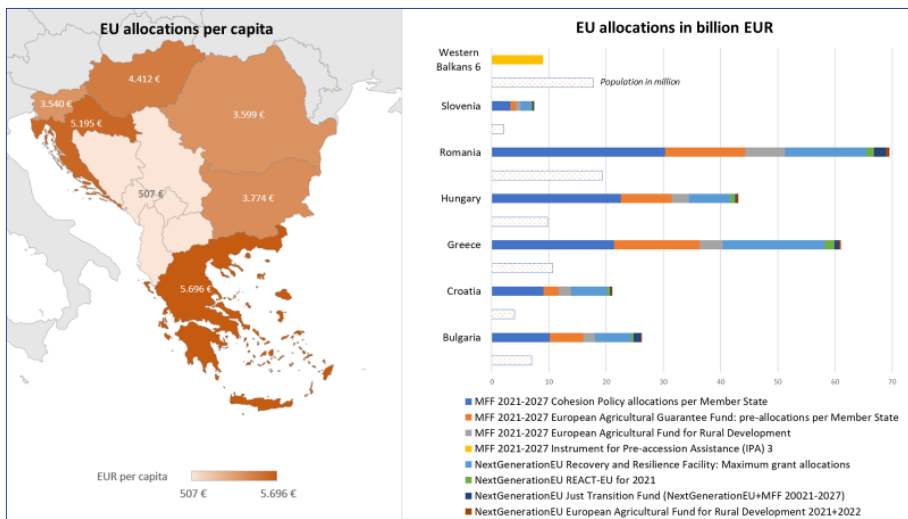 EU allocations per capita
4.412 €
3.540 €
5.195 €
3.599 €
507 €
3.774 €
5.696 €
EUR per capita
507 €
5.696 €
EU allocations in billion EUR
Western
Balkans 6
Population in million
Slovenia
Romania
Hungary
Greece
Croatia
Bulgaria
0 10 20 30 40 50 60 70
MFF 2021-2027 Cohesion Policy allocations per Member State
MFF 2021-2027 European Agricultural Guarantee Fund: pre-allocations per Member State
MFF 2021-2027 European Agricultural Fund for Rural Development
MFF 2021-2027 Instrument for Pre-accession Assistance (IPA) 3
NextGenerationEU Recovery and Resilience Facility: Maximum grant allocations
NextGenerationEU REACT-EU for 2021
NextGenerationEU Just Transition Fund (NextGenerationEU+MFF 20021-2027)
NextGenerationEU European Agricultural Fund for Rural Development 2021+2022